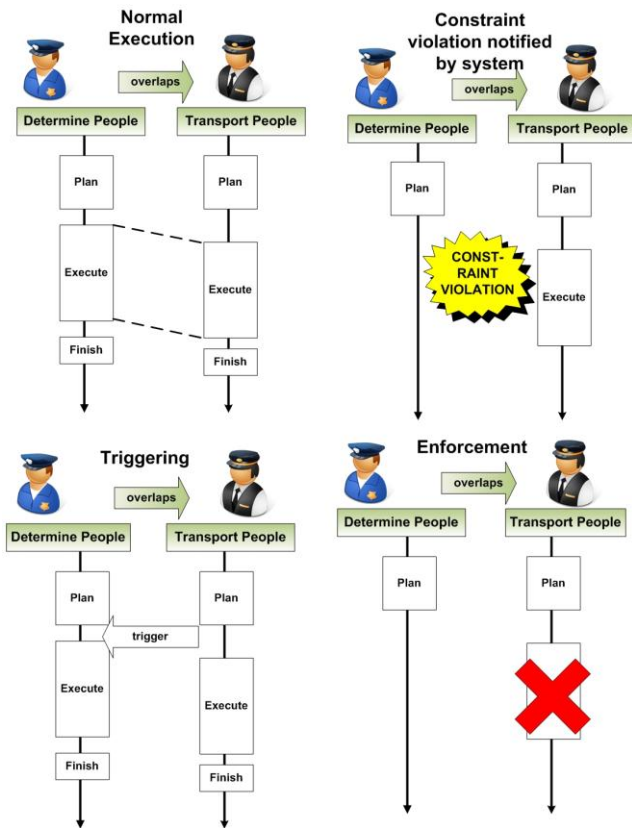 Normal
Execution
overlaps
Determine People
Transport People
Plan
Plan
Execute
Execute
Finish
Finish
Constraint
violation notified
by system
overlaps
Determine People
Transport People
Plan
Plan
CONST-
RAINT
VIOLATION
Execute
Triggering
overlaps
Determine People
Transport People
Plan
Plan
trigger
Execute
Execute
Finish
Finish
Enforcement
overlaps
Determine People
Transport People
Plan
Plan